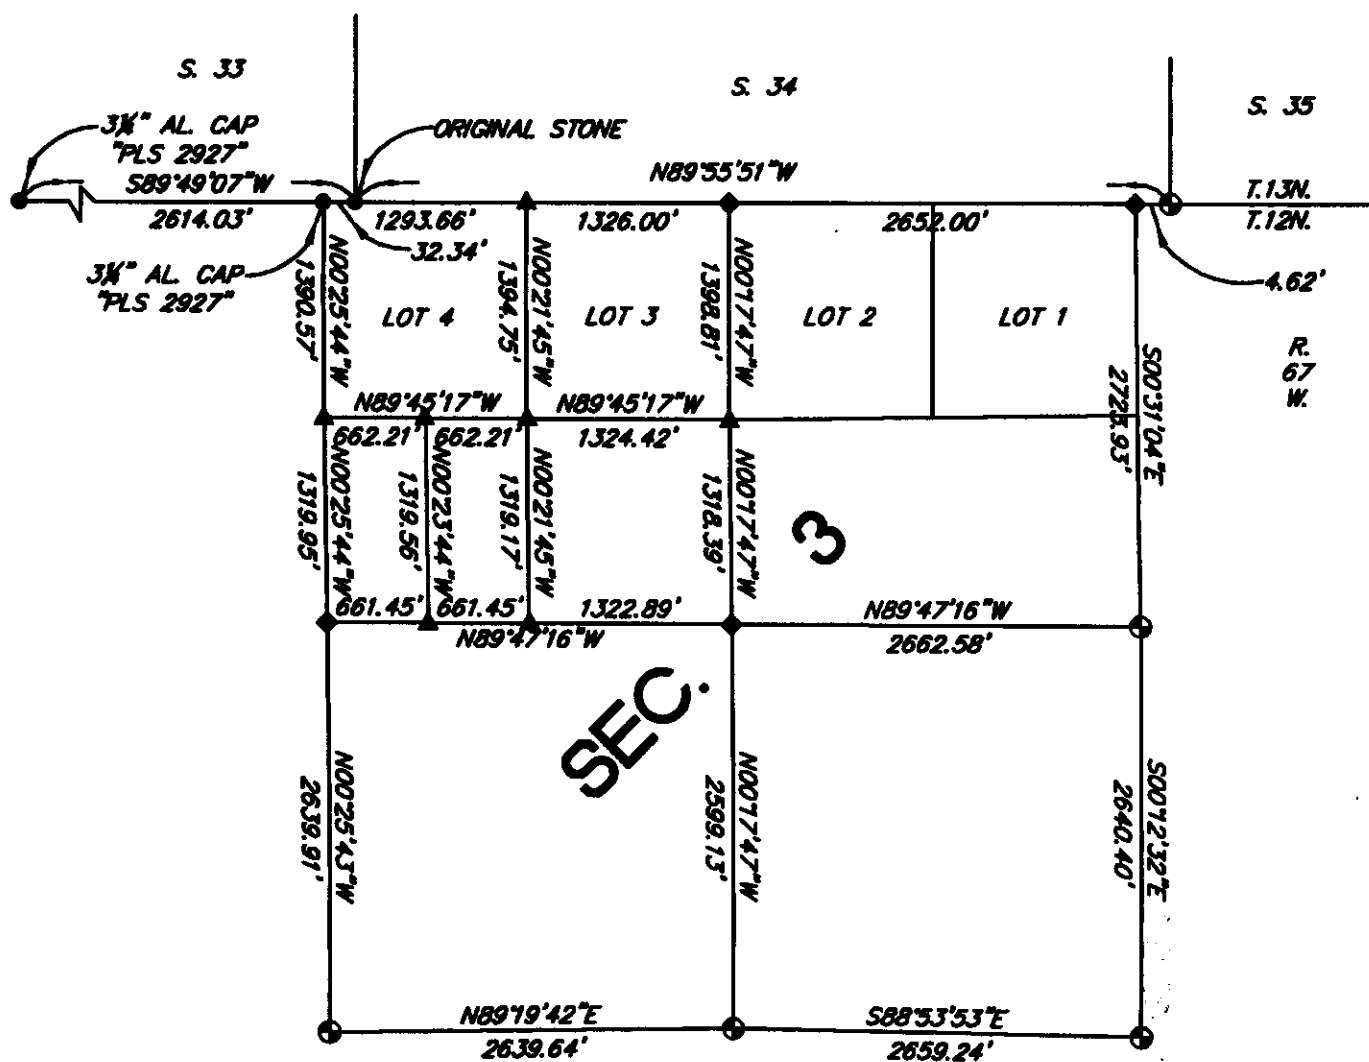 S. 33
S. 34
S. 35
3¼" AL. CAP
"PLS 2927"
ORIGINAL STONE
S89°49'07"W
2614.03'
N89°55'51"W
1293.66'
32.34'
1326.00'
2652.00'
T.13N.
T.12N.
4.62'
3¼" AL. CAP
"PLS 2927"
R.
67
W.
N00°25'44"W
1390.57'
LOT 4
N00°21'45"W
1394.75'
LOT 3
N00°17'47"W
1398.81'
LOT 2
LOT 1
S00°31'04"E
2723.93'
N89°45'17"W
662.21'
662.21'
N89°45'17"W
1324.42'
N00°25'44"W
1319.95'
N00°23'44"W
1319.56'
N00°21'45"W
1319.17'
N00°17'47"W
1318.39'
3
661.45'
661.45'
1322.89'
N89°47'16"W
N89°47'16"W
2662.58'
SEC.
N00°25'43"W
2639.91'
N00°17'47"W
2599.13'
S00°12'32"E
2640.40'
N89°19'42"E
2639.64'
S88°53'53"E
2659.24'